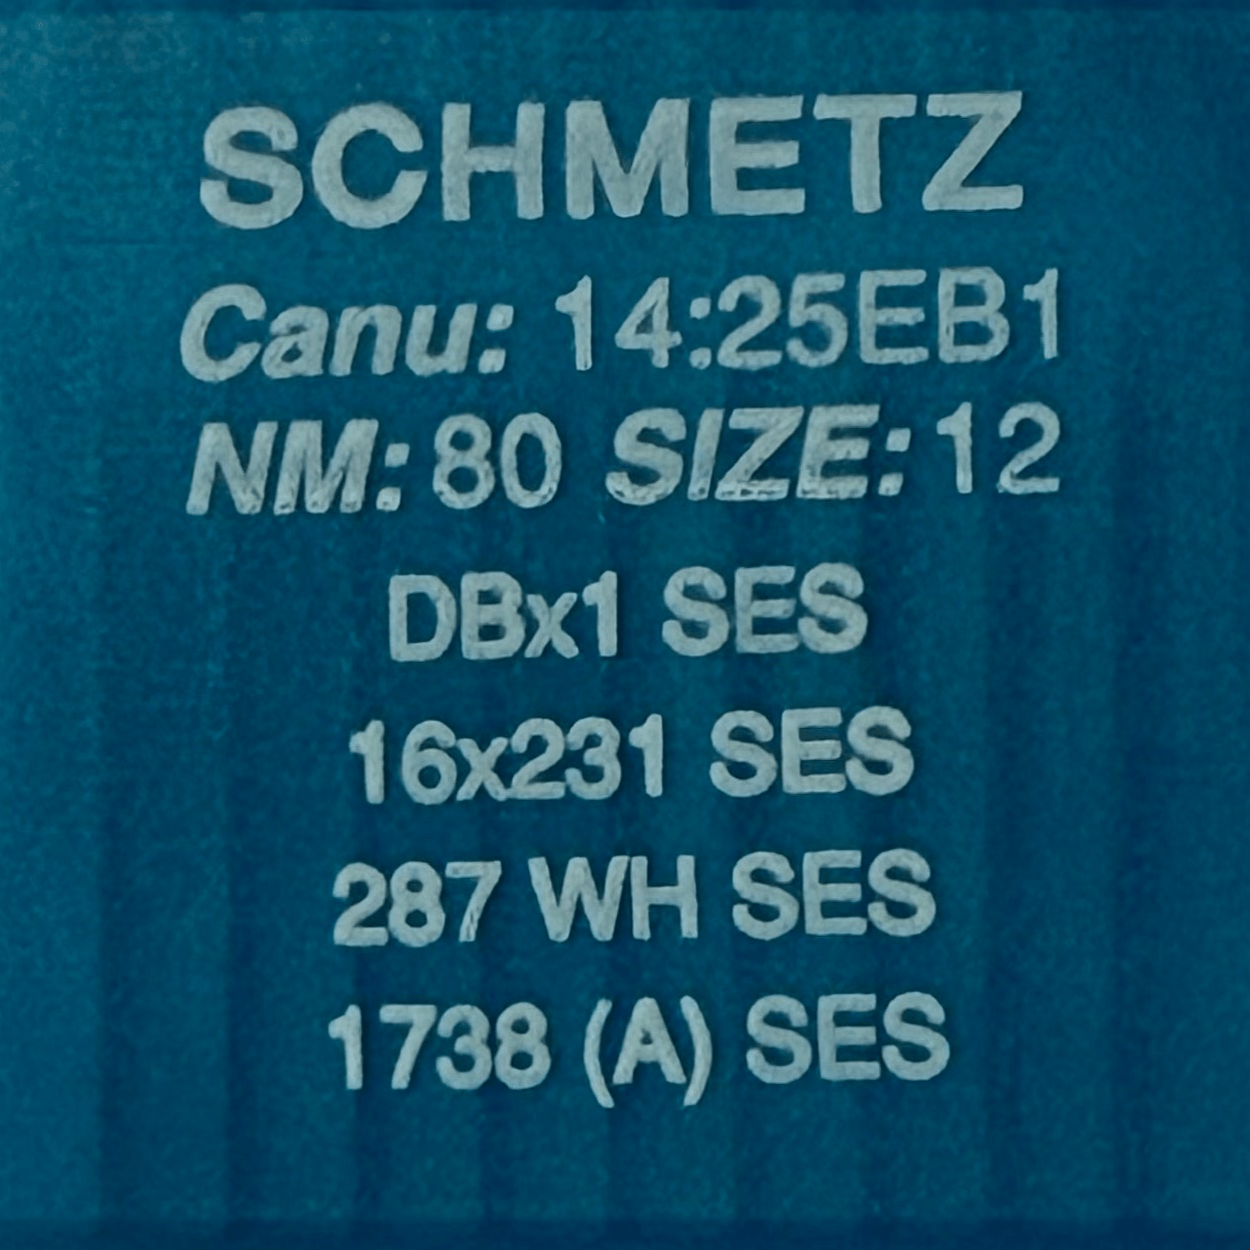 SCHMETZ
Canu: 14:25EB1
NM: 80 SIZE: 12
DBx1 SES
16x231 SES
287 WH SES
1738 (A) SES